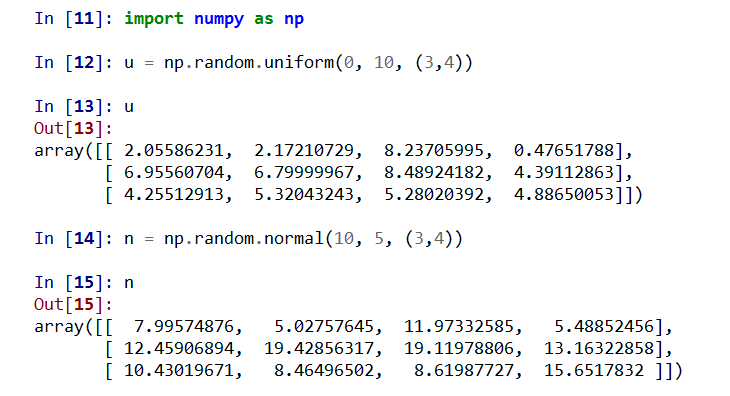 In [11]: import numpy as np
In [12]: u = np.random.uniform(0, 10, (3,4))
In [13]: u
Out[13]:
array([[ 2.05586231,  2.17210729,  8.23705995,  0.47651788],
       [ 6.95560704,  6.79999967,  8.48924182,  4.39112863],
       [ 4.25512913,  5.32043243,  5.28020392,  4.88650053]])
In [14]: n = np.random.normal(10, 5, (3,4))
In [15]: n
Out[15]:
array([[  7.99574876,   5.02757645,  11.97332585,   5.48852456],
       [ 12.45906894,  19.42856317,  19.11978806,  13.16322858],
       [ 10.43019671,   8.46496502,   8.61987727,  15.6517832 ]])